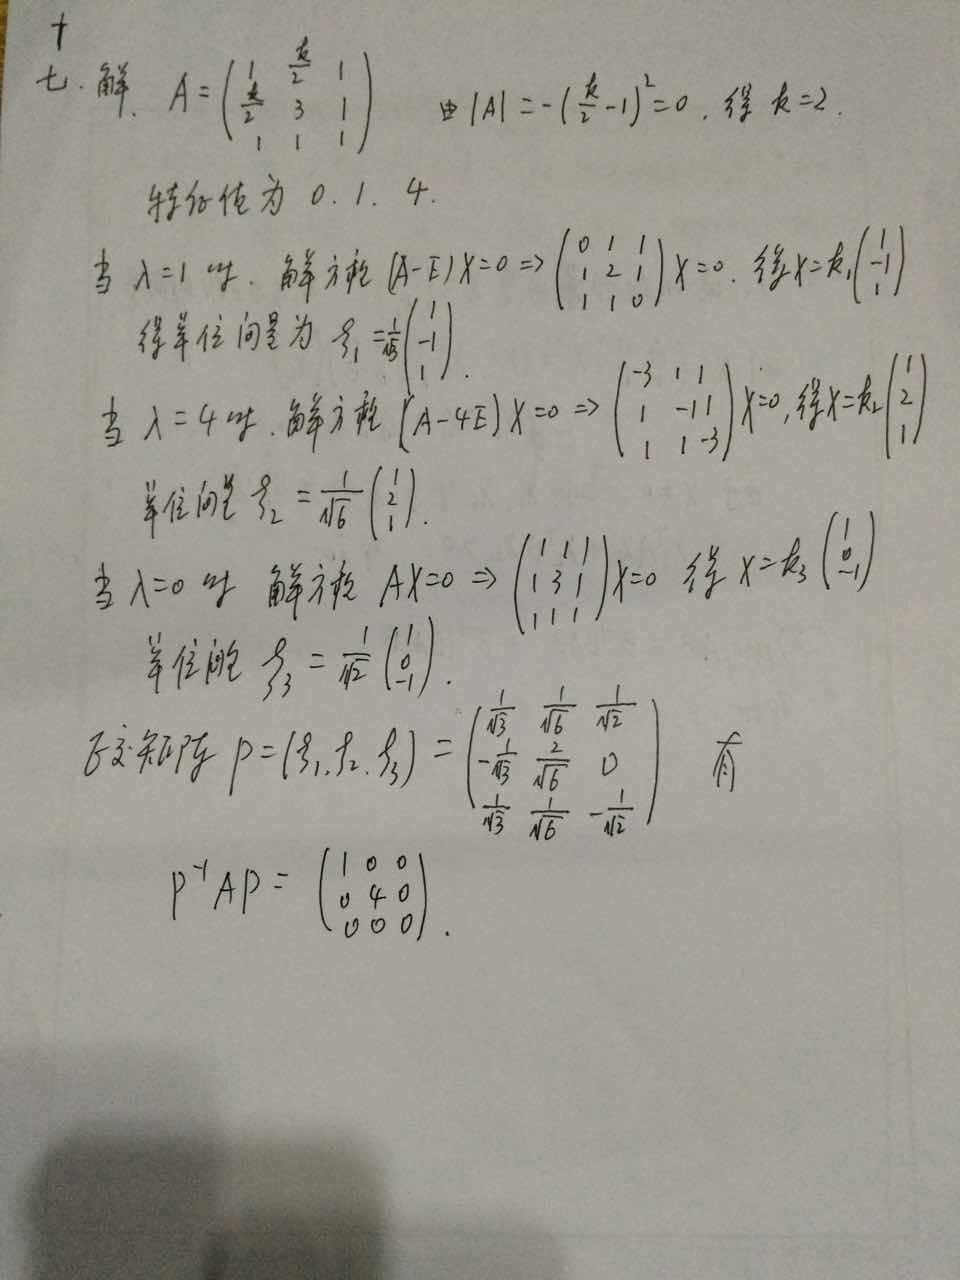 十
七. 解. A = \begin{pmatrix} 1 & \frac{k}{2} & 1 \\ \frac{k}{2} & 3 & 1 \\ 1 & 1 & 1 \end{pmatrix} 由 |A| = -(\frac{k}{2}-1)^2 = 0, 得 k=2.
特征值为 0. 1. 4.
当 λ=1 时. 解方程 (A-E)X=0 ⇒ \begin{pmatrix} 0 & 1 & 1 \\ 1 & 2 & 1 \\ 1 & 1 & 0 \end{pmatrix} X=0. 得 X=k_1 \begin{pmatrix} 1 \\ -1 \\ 1 \end{pmatrix}
得单位向量为 ξ_1 = \frac{1}{\sqrt{3}} \begin{pmatrix} 1 \\ -1 \\ 1 \end{pmatrix}.
当 λ=4 时. 解方程 (A-4E)X=0 ⇒ \begin{pmatrix} -3 & 1 & 1 \\ 1 & -1 & 1 \\ 1 & 1 & -3 \end{pmatrix} X=0, 得 X=k_2 \begin{pmatrix} 1 \\ 2 \\ 1 \end{pmatrix}
单位向量 ξ_2 = \frac{1}{\sqrt{6}} \begin{pmatrix} 1 \\ 2 \\ 1 \end{pmatrix}.
当 λ=0 时 解方程 AX=0 ⇒ \begin{pmatrix} 1 & 1 & 1 \\ 1 & 3 & 1 \\ 1 & 1 & 1 \end{pmatrix} X=0 得 X=k_3 \begin{pmatrix} 1 \\ 0 \\ -1 \end{pmatrix}
单位向量 ξ_3 = \frac{1}{\sqrt{2}} \begin{pmatrix} 1 \\ 0 \\ -1 \end{pmatrix}.
正交矩阵 P=(ξ_1, ξ_2, ξ_3) = \begin{pmatrix} \frac{1}{\sqrt{3}} & \frac{1}{\sqrt{6}} & \frac{1}{\sqrt{2}} \\ -\frac{1}{\sqrt{3}} & \frac{2}{\sqrt{6}} & 0 \\ \frac{1}{\sqrt{3}} & \frac{1}{\sqrt{6}} & -\frac{1}{\sqrt{2}} \end{pmatrix} 有
P^{-1}AP = \begin{pmatrix} 1 & 0 & 0 \\ 0 & 4 & 0 \\ 0 & 0 & 0 \end{pmatrix}.